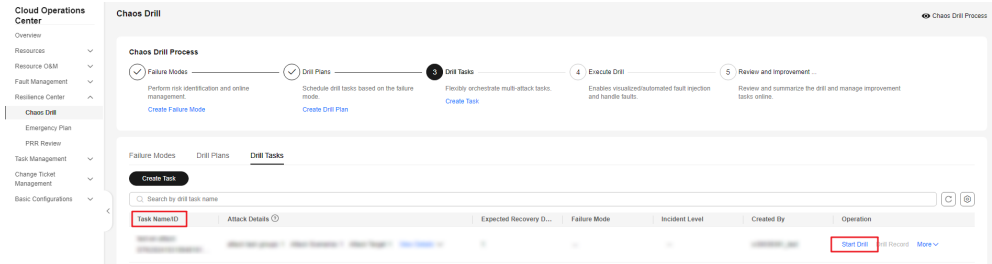 Cloud Operations
Center
Overview
Resources
Resource O&M
Fault Management
Resilience Center
Chaos Drill
Emergency Plan
PRR Review
Task Management
Change Ticket
Management
Basic Configurations
Chaos Drill
Chaos Drill Process
Chaos Drill Process
Failure Modes
Perform risk identification and online
management.
Create Failure Mode
Drill Plans
Schedule drill tasks based on the failure
mode.
Create Drill Plan
3 Drill Tasks
Flexibly orchestrate multi-attack tasks.
Create Task
4 Execute Drill
Enables visualized/automated fault injection
and handle faults.
5 Review and Improvement ...
Review and summarize the drill and manage improvement
tasks online.
Failure Modes Drill Plans Drill Tasks
Create Task
Search by drill task name
Task Name/ID Attack Details Expected Recovery D... Failure Mode Incident Level Created By Operation
Start Drill Drill Record More